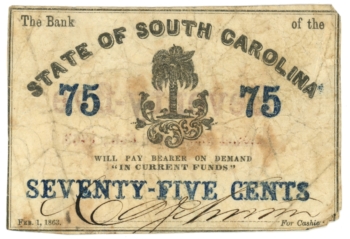 The Bank of the
STATE OF SOUTH CAROLINA
75 75
WILL PAY BEARER ON DEMAND
"IN CURRENT FUNDS"
SEVENTY-FIVE CENTS
FEB. 1, 1863. For Cashier